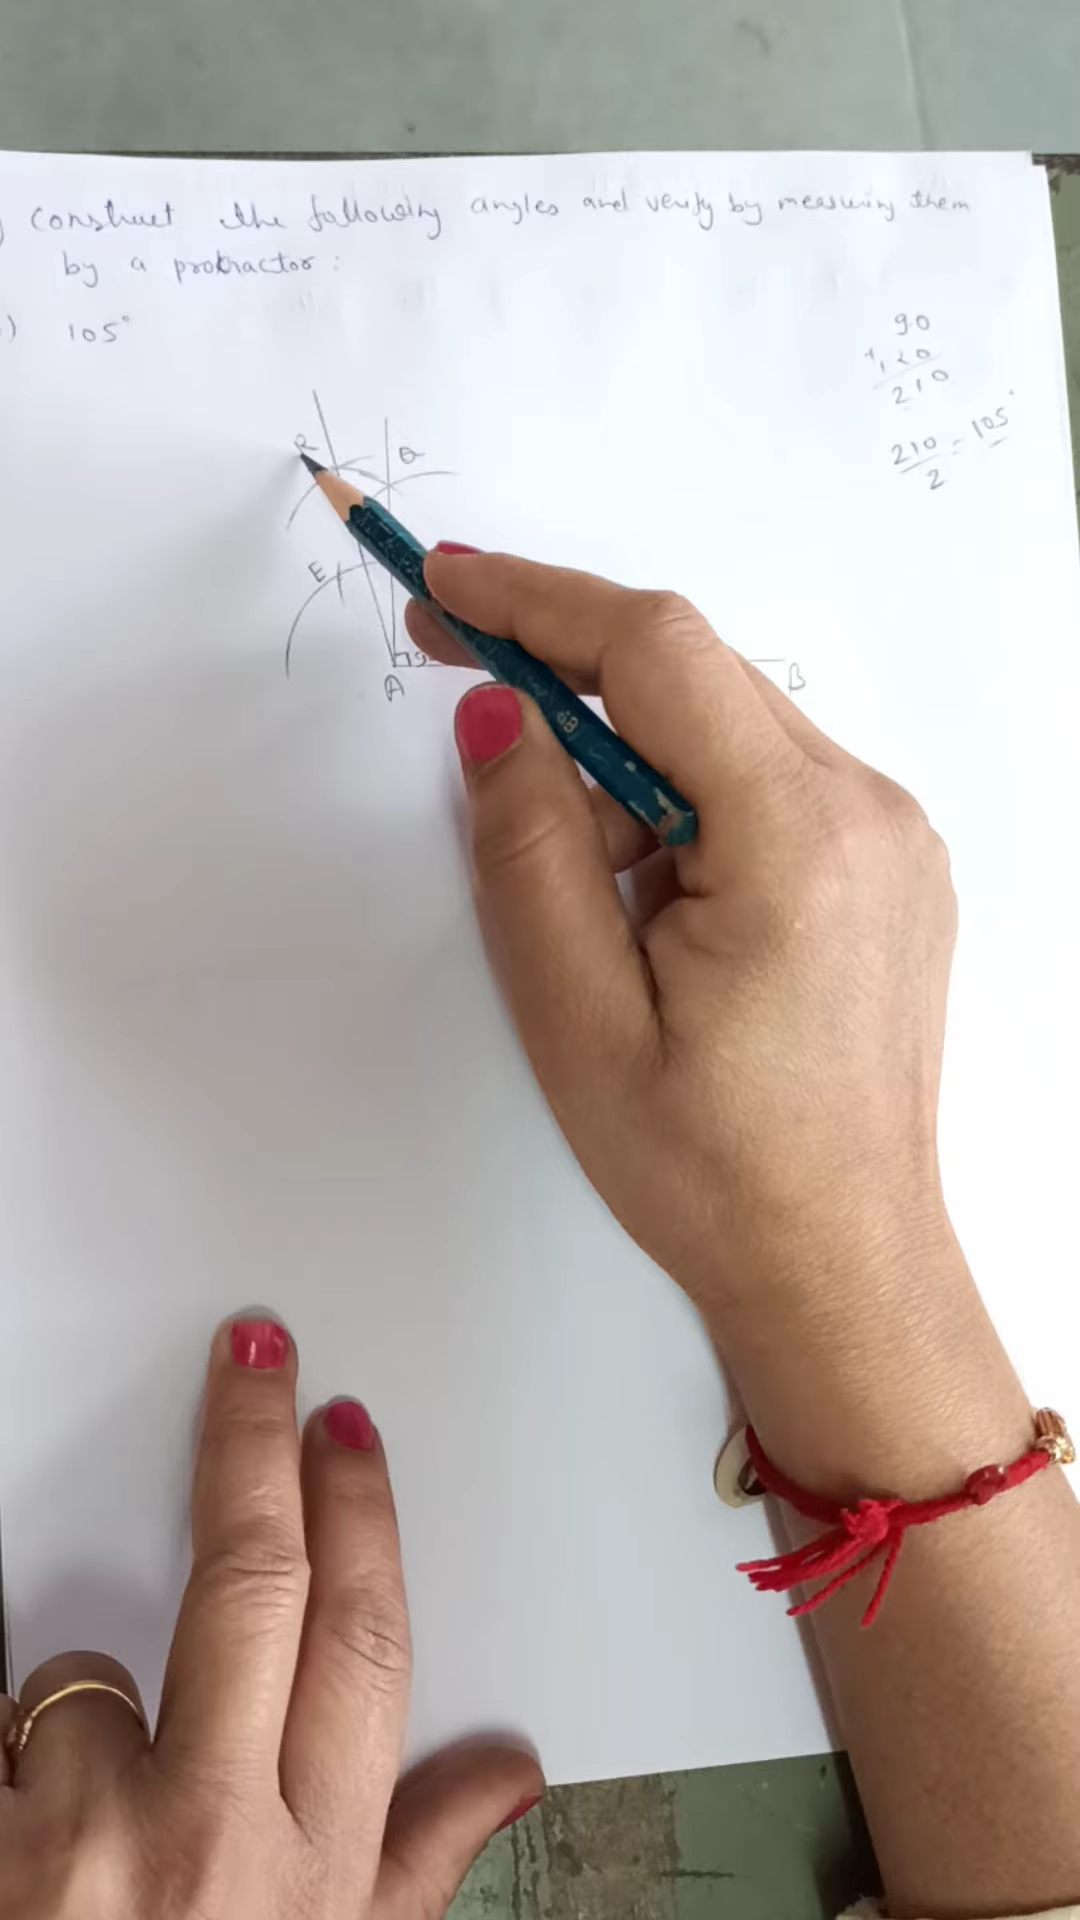 construct the following angles and verify by measuring them
by a protractor :
) 105°
90
+120
210
210/2 = 105°
R
Q
E
A
B